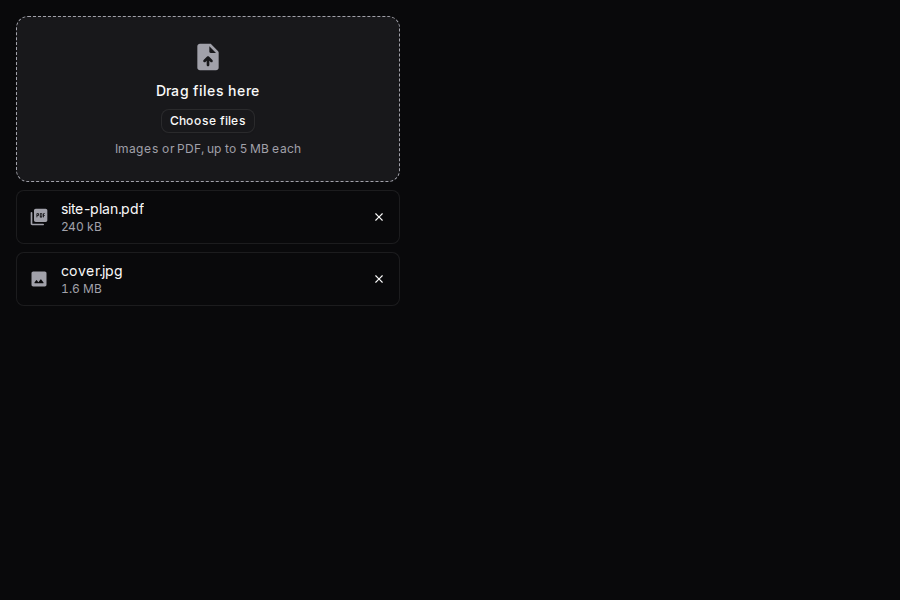 Drag files here
Choose files
Images or PDF, up to 5 MB each
PDF
site-plan.pdf
240 kB
cover.jpg
1.6 MB